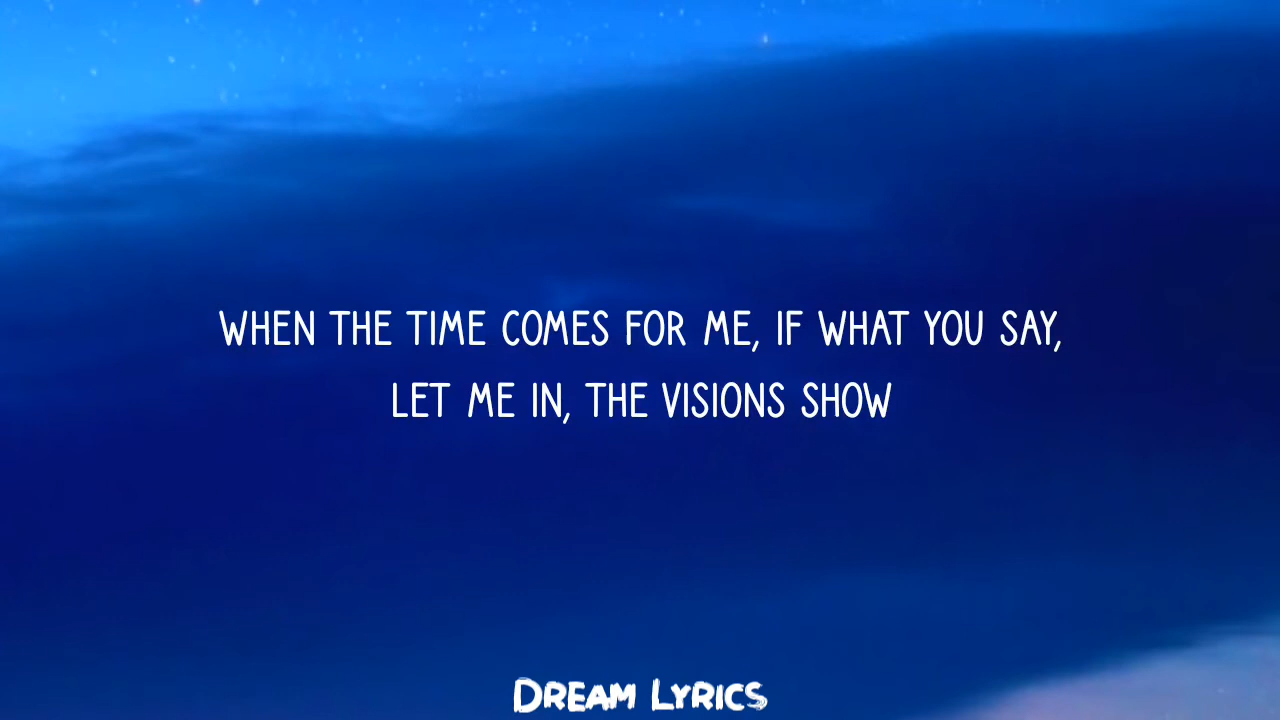 WHEN THE TIME COMES FOR ME, IF WHAT YOU SAY,
LET ME IN, THE VISIONS SHOW
DREAM LYRICS